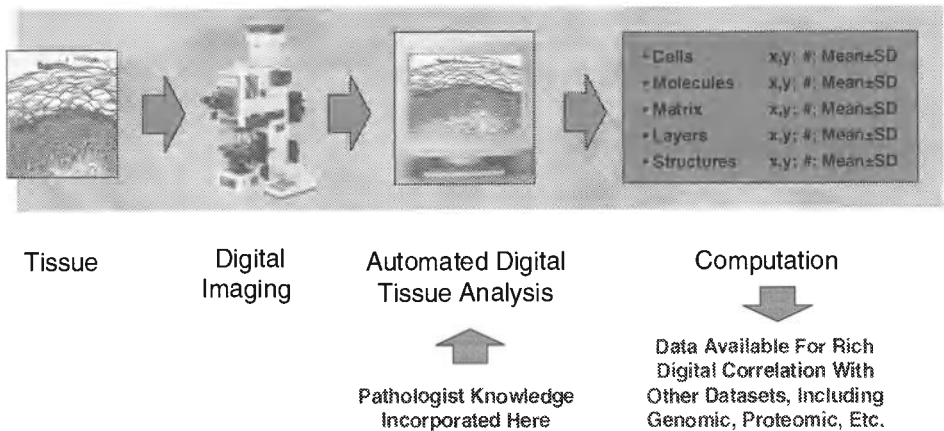 • Cells x,y; #; Mean±SD
• Molecules x,y; #; Mean±SD
• Matrix x,y; #; Mean±SD
• Layers x,y; #; Mean±SD
• Structures x,y; #; Mean±SD
Tissue
Digital
Imaging
Automated Digital
Tissue Analysis
Computation
Pathologist Knowledge
Incorporated Here
Data Available For Rich
Digital Correlation With
Other Datasets, Including
Genomic, Proteomic, Etc.